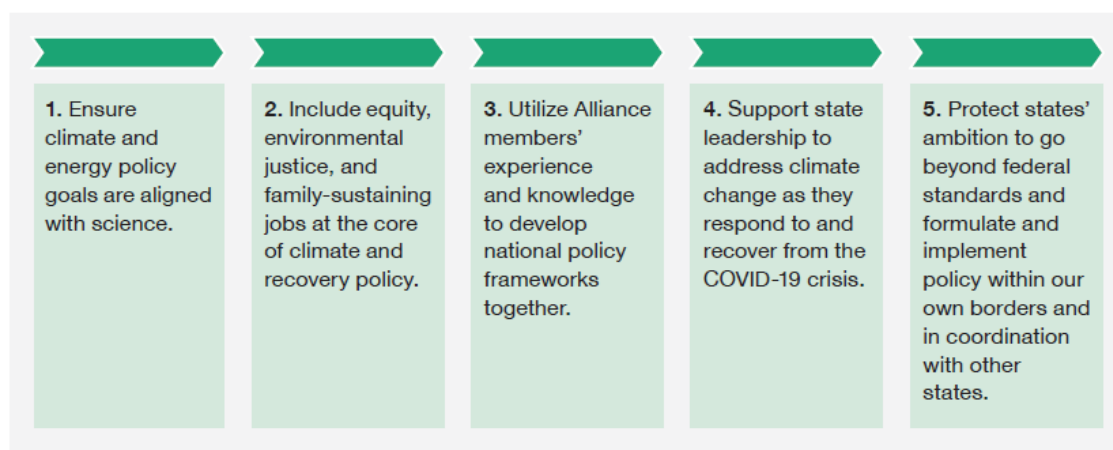 1. Ensure
climate and
energy policy
goals are aligned
with science.
2. Include equity,
environmental
justice, and
family-sustaining
jobs at the core
of climate and
recovery policy.
3. Utilize Alliance
members’
experience
and knowledge
to develop
national policy
frameworks
together.
4. Support state
leadership to
address climate
change as they
respond to and
recover from the
COVID-19 crisis.
5. Protect states’
ambition to go
beyond federal
standards and
formulate and
implement
policy within our
own borders and
in coordination
with other
states.